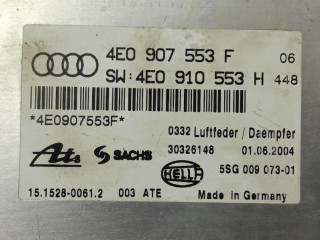 4E0 907 553 F 06
SW:4E0 910 553 H 448
*4E0907553F*
0332 Luftfeder / Daempfer
Ate SACHS 30326148 01.06.2004
HELLA 5SG 009 073-01
15.1528-0061.2 003 ATE Made in Germany